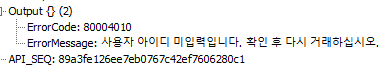 Output {} (2)
ErrorCode: 80004010
ErrorMessage: 사용자 아이디 미입력입니다. 확인 후 다시 거래하십시오.
API_SEQ: 89a3fe126ee7eb0767c42ef7606280c1